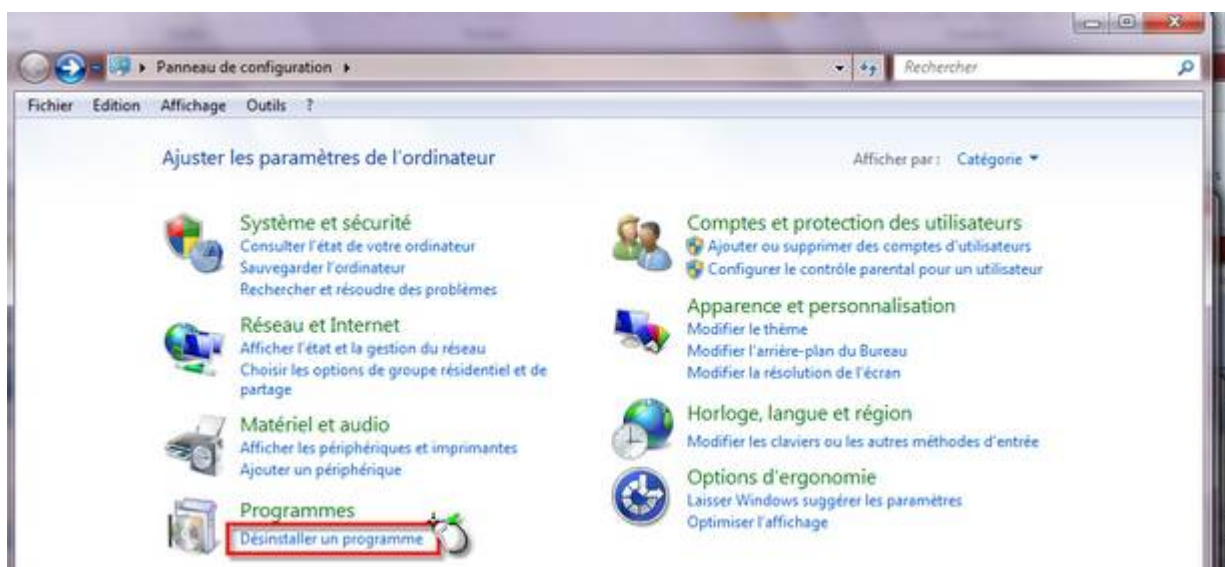 Panneau de configuration
Rechercher
Fichier Edition Affichage Outils ?
Ajuster les paramètres de l'ordinateur
Afficher par : Catégorie
Système et sécurité
Consulter l'état de votre ordinateur
Sauvegarder l'ordinateur
Rechercher et résoudre des problèmes
Réseau et Internet
Afficher l'état et la gestion du réseau
Choisir les options de groupe résidentiel et de
partage
Matériel et audio
Afficher les périphériques et imprimantes
Ajouter un périphérique
Programmes
Désinstaller un programme
Comptes et protection des utilisateurs
Ajouter ou supprimer des comptes d'utilisateurs
Configurer le contrôle parental pour un utilisateur
Apparence et personnalisation
Modifier le thème
Modifier l'arrière-plan du Bureau
Modifier la résolution de l'écran
Horloge, langue et région
Modifier les claviers ou les autres méthodes d'entrée
Options d'ergonomie
Laisser Windows suggérer les paramètres
Optimiser l'affichage